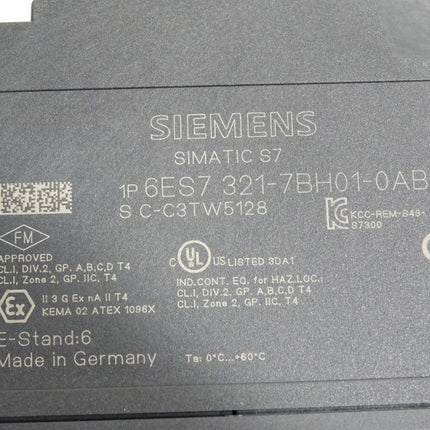 SIEMENS
SIMATIC S7
1P 6ES7 321-7BH01-0AB
S C-C3TW5128
KCC-REM-S49-
S7300
FM
APPROVED
CL.I, DIV.2, GP. A,B,C,D T4
CL.I, Zone 2, GP. IIC, T4
C UL US LISTED 3DA1
IND.CONT. EQ. for HAZ.LOC.:
CL.I, DIV.2, GP. A,B,C,D T4
CL.I, Zone 2, GP. IIC, T4
Ex II 3 G Ex nA II T4
KEMA 02 ATEX 1096X
E-Stand:6
Made in Germany
Ta: 0°C...+60°C